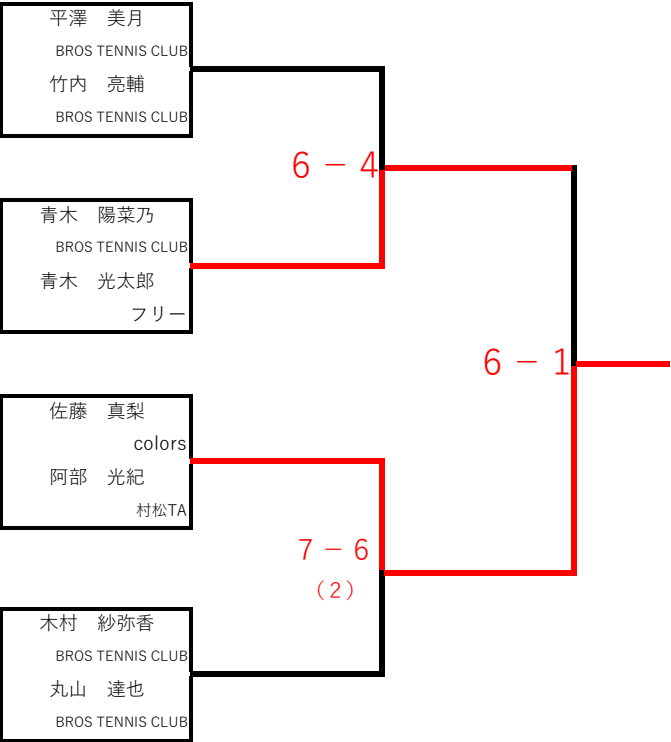 平澤　美月
BROS TENNIS CLUB
竹内　亮輔
BROS TENNIS CLUB
6 － 4
青木　陽菜乃
BROS TENNIS CLUB
青木　光太郎
フリー
6 － 1
佐藤　真梨
colors
阿部　光紀
村松TA
7 － 6
（2）
木村　紗弥香
BROS TENNIS CLUB
丸山　達也
BROS TENNIS CLUB